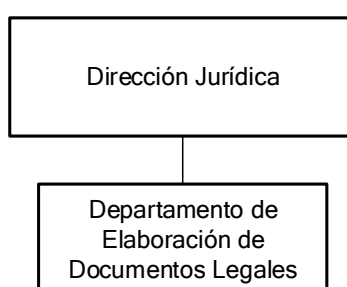 Dirección Jurídica
Departamento de
Elaboración de
Documentos Legales